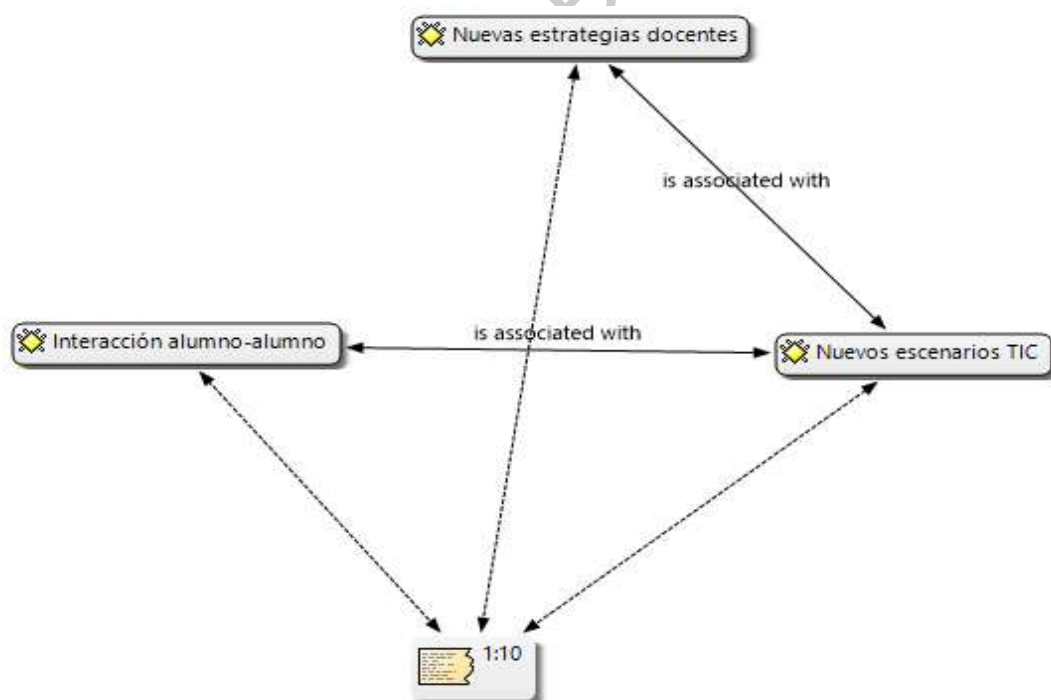 Nuevas estrategias docentes
is associated with
is associated with
Interacción alumno-alumno
Nuevos escenarios TIC
1:10